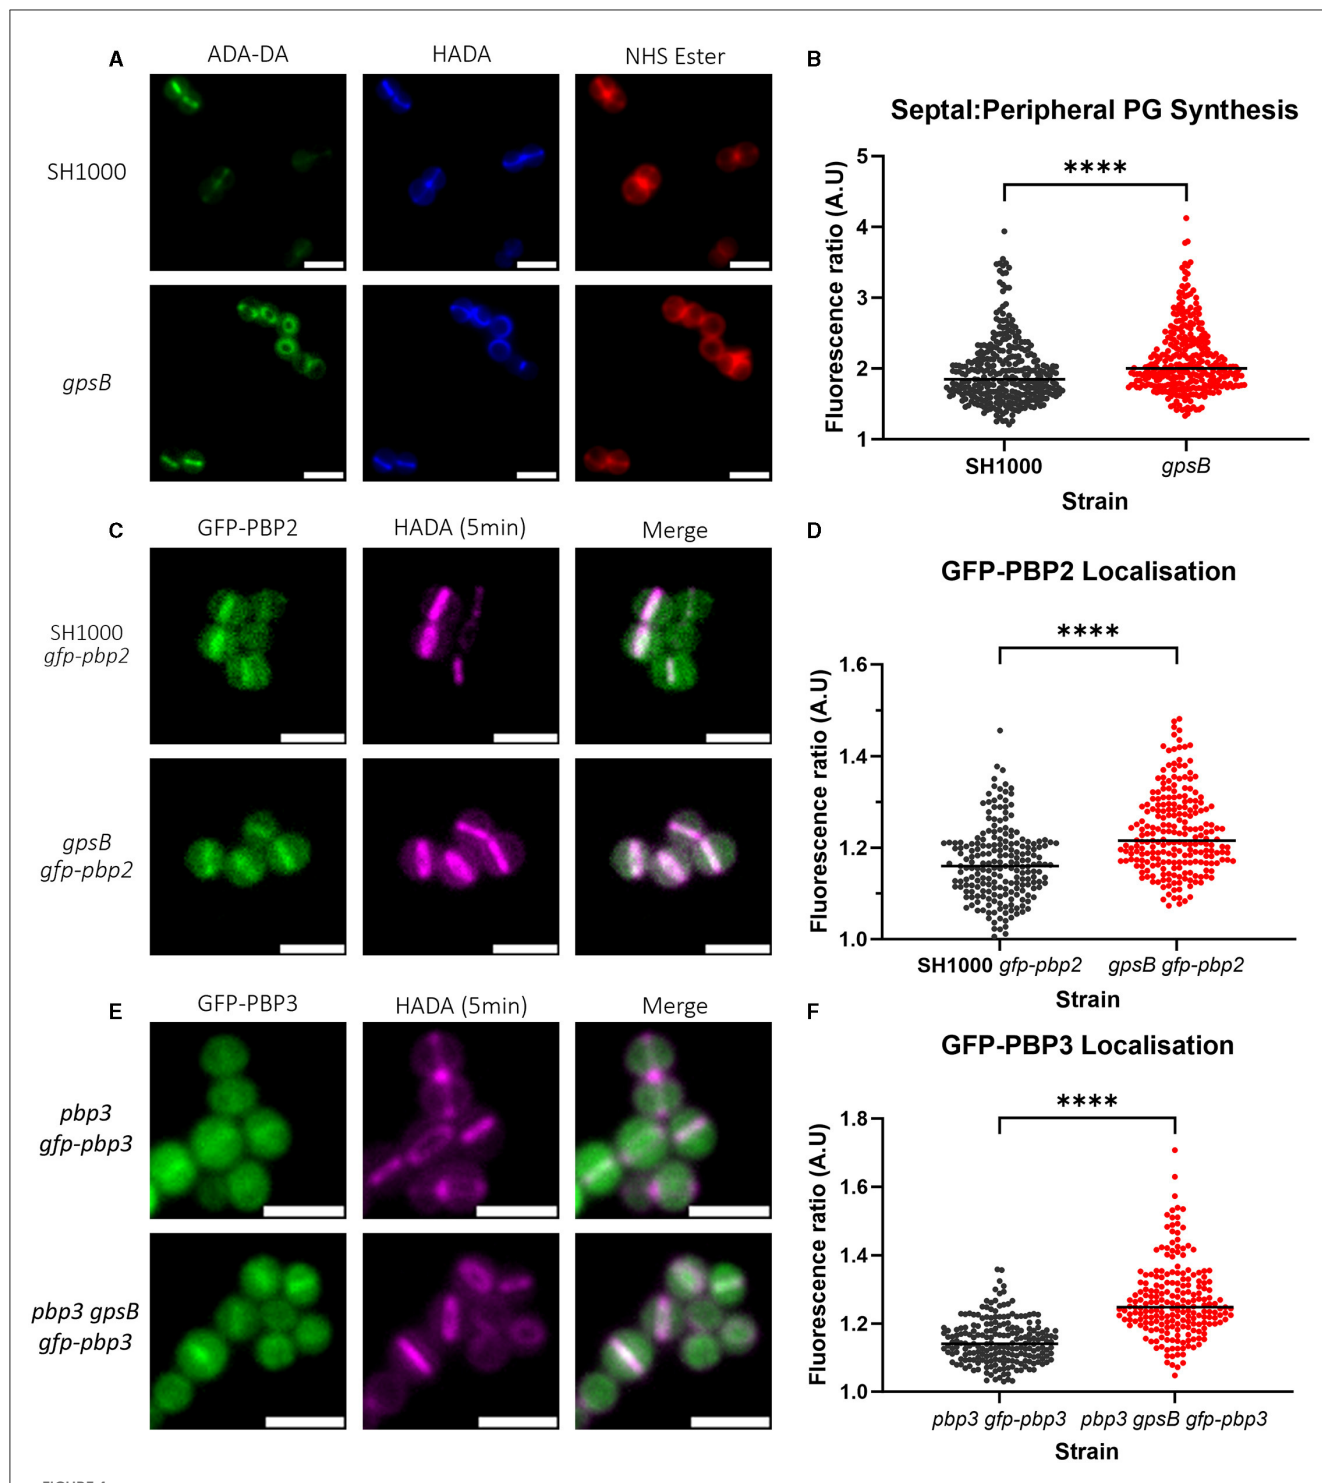 A
ADA-DA
HADA
NHS Ester
SH1000
gpsB
B
Septal:Peripheral PG Synthesis
****
Fluorescence ratio (A.U)
5
4
3
2
1
SH1000
gpsB
Strain
C
GFP-PBP2
HADA (5min)
Merge
SH1000
gfp-pbp2
gpsB
gfp-pbp2
D
GFP-PBP2 Localisation
****
Fluorescence ratio (A.U)
1.6
1.4
1.2
1.0
SH1000 gfp-pbp2
gpsB gfp-pbp2
Strain
E
GFP-PBP3
HADA (5min)
Merge
pbp3
gfp-pbp3
pbp3 gpsB
gfp-pbp3
F
GFP-PBP3 Localisation
****
Fluorescence ratio (A.U)
1.8
1.6
1.4
1.2
1.0
pbp3 gfp-pbp3
pbp3 gpsB gfp-pbp3
Strain